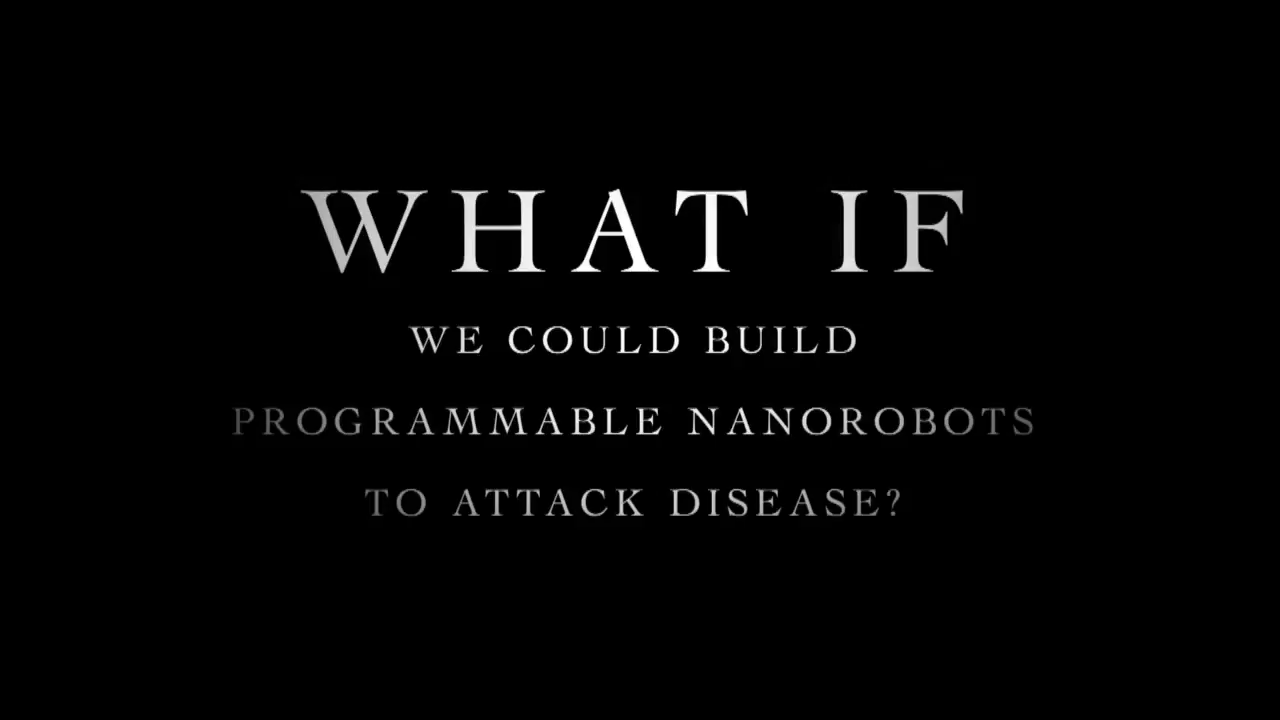 WHAT IF
WE COULD BUILD
PROGRAMMABLE NANOROBOTS
TO ATTACK DISEASE?